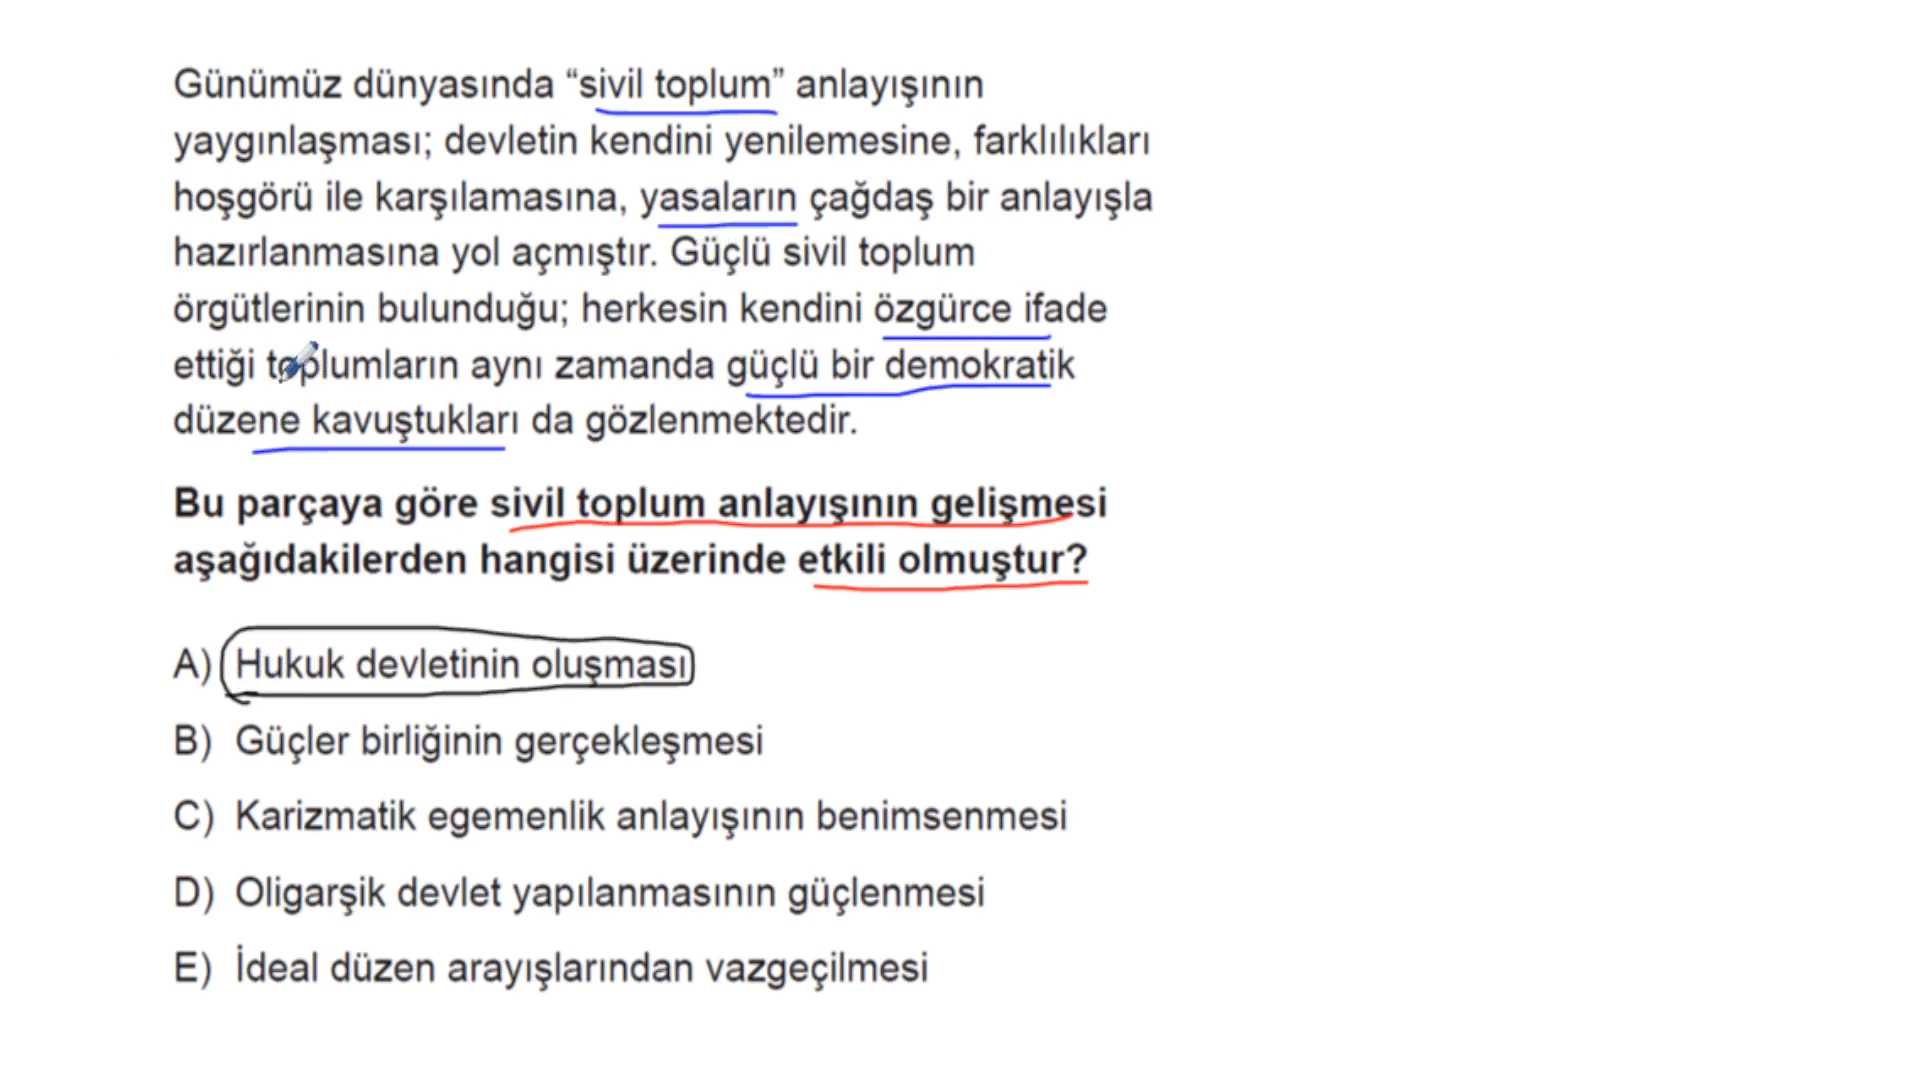 Günümüz dünyasında “sivil toplum” anlayışının
yaygınlaşması; devletin kendini yenilemesine, farklılıkları
hoşgörü ile karşılamasına, yasaların çağdaş bir anlayışla
hazırlanmasına yol açmıştır. Güçlü sivil toplum
örgütlerinin bulunduğu; herkesin kendini özgürce ifade
ettiği toplumların aynı zamanda güçlü bir demokratik
düzene kavuştukları da gözlenmektedir.
Bu parçaya göre sivil toplum anlayışının gelişmesi
aşağıdakilerden hangisi üzerinde etkili olmuştur?
A) Hukuk devletinin oluşması
B) Güçler birliğinin gerçekleşmesi
C) Karizmatik egemenlik anlayışının benimsenmesi
D) Oligarşik devlet yapılanmasının güçlenmesi
E) İdeal düzen arayışlarından vazgeçilmesi